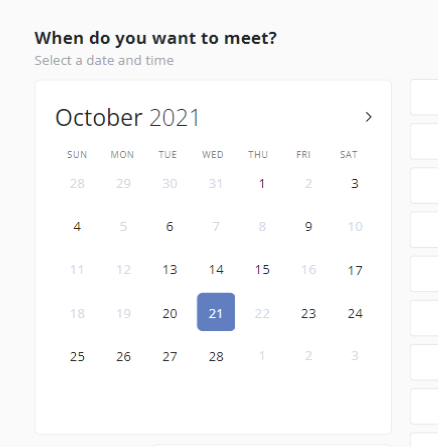 When do you want to meet?
Select a date and time
October 2021 >
SUN MON TUE WED THU FRI SAT
28 29 30 31 1 2 3
4 5 6 7 8 9 10
11 12 13 14 15 16 17
18 19 20 21 22 23 24
25 26 27 28 1 2 3